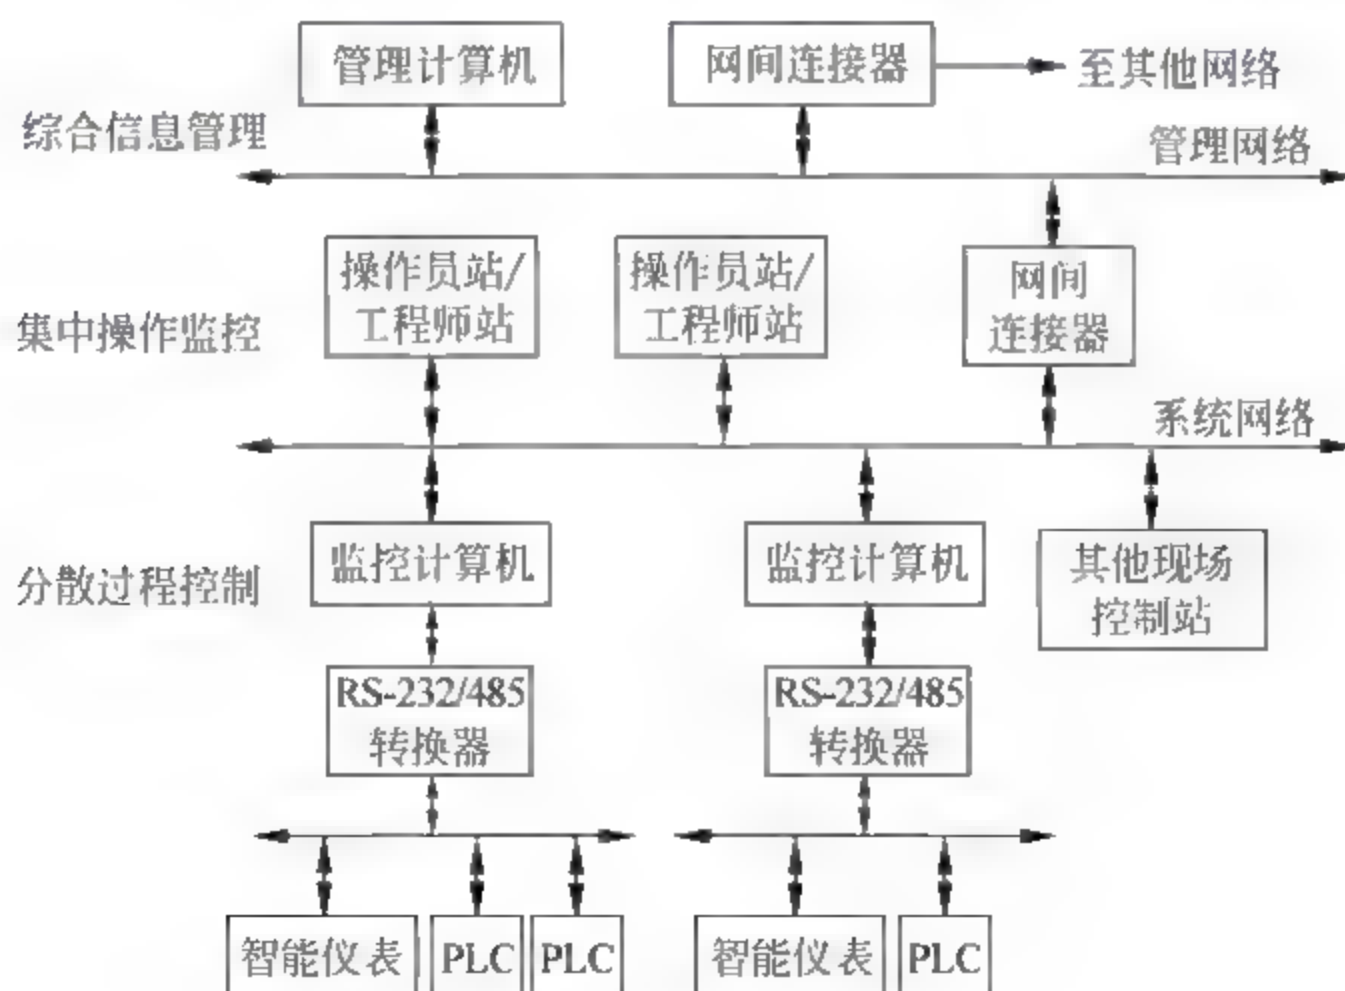 管理计算机
网间连接器
至其他网络
综合信息管理
管理网络
操作员站/
工程师站
操作员站/
工程师站
网间
连接器
集中操作监控
系统网络
监控计算机
监控计算机
其他现场
控制站
分散过程控制
RS-232/485
转换器
RS-232/485
转换器
智能仪表
PLC
PLC
智能仪表
PLC